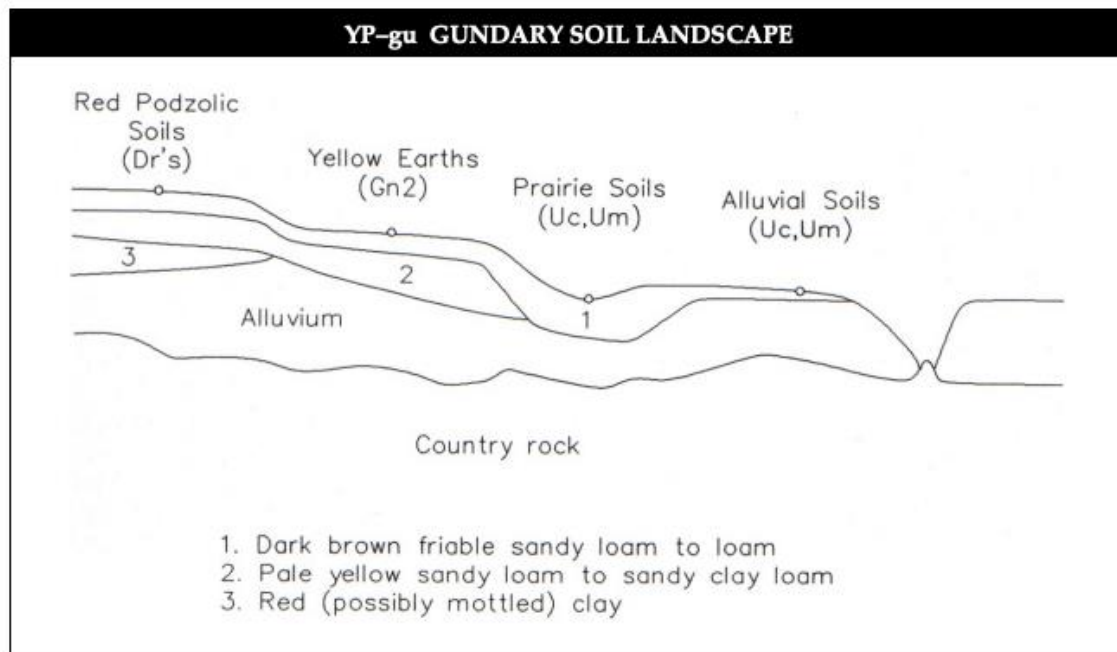 YP–gu GUNDARY SOIL LANDSCAPE
Red Podzolic
Soils
(Dr's)
Yellow Earths
(Gn2)
Prairie Soils
(Uc,Um)
Alluvial Soils
(Uc,Um)
3
2
1
Alluvium
Country rock
1. Dark brown friable sandy loam to loam
2. Pale yellow sandy loam to sandy clay loam
3. Red (possibly mottled) clay